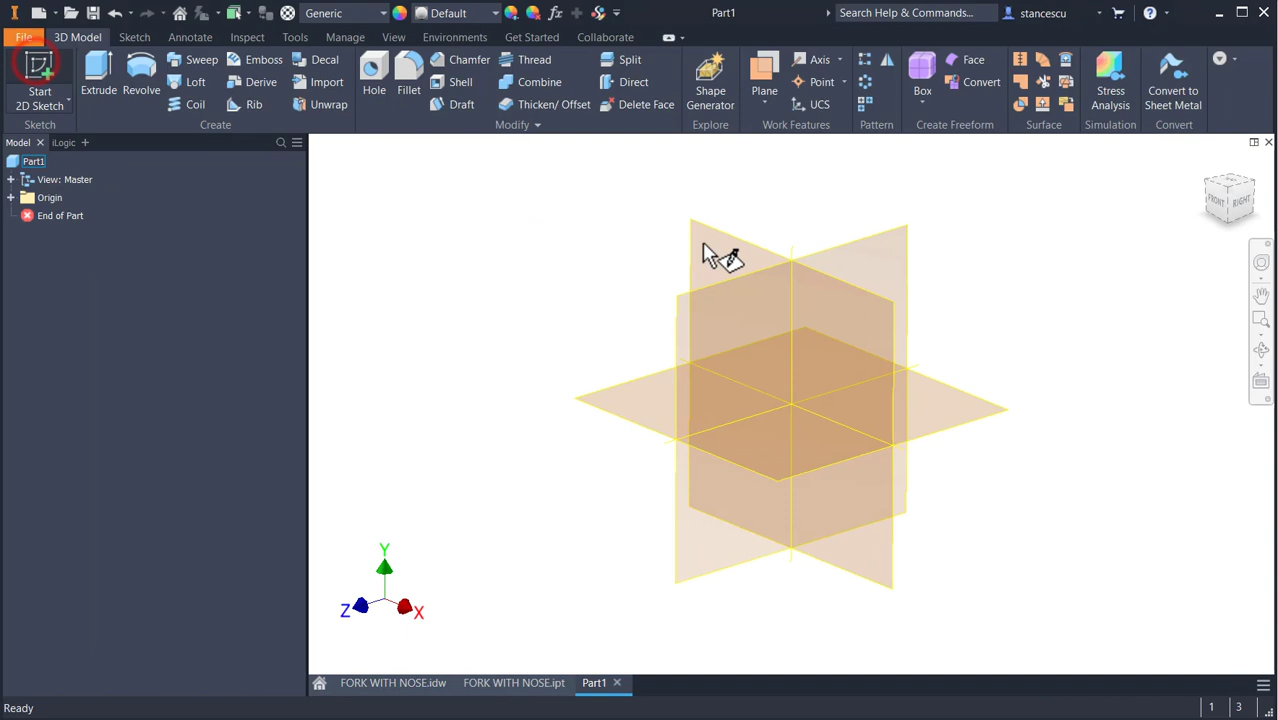 Generic
Default
Part1
Search Help & Commands...
stancescu
File
3D Model
Sketch
Annotate
Inspect
Tools
Manage
View
Environments
Get Started
Collaborate
Start
2D Sketch
Sketch
Extrude
Revolve
Sweep
Loft
Coil
Emboss
Derive
Rib
Decal
Import
Unwrap
Create
Hole
Fillet
Chamfer
Shell
Draft
Thread
Combine
Thicken/ Offset
Split
Direct
Delete Face
Modify
Shape
Generator
Explore
Plane
Axis
Point
UCS
Work Features
Pattern
Box
Face
Convert
Create Freeform
Surface
Stress
Analysis
Simulation
Convert to
Sheet Metal
Convert
Model
iLogic
Part1
View: Master
Origin
End of Part
FRONT
RIGHT
Y
Z
X
FORK WITH NOSE.idw
FORK WITH NOSE.ipt
Part1
Ready
1
3